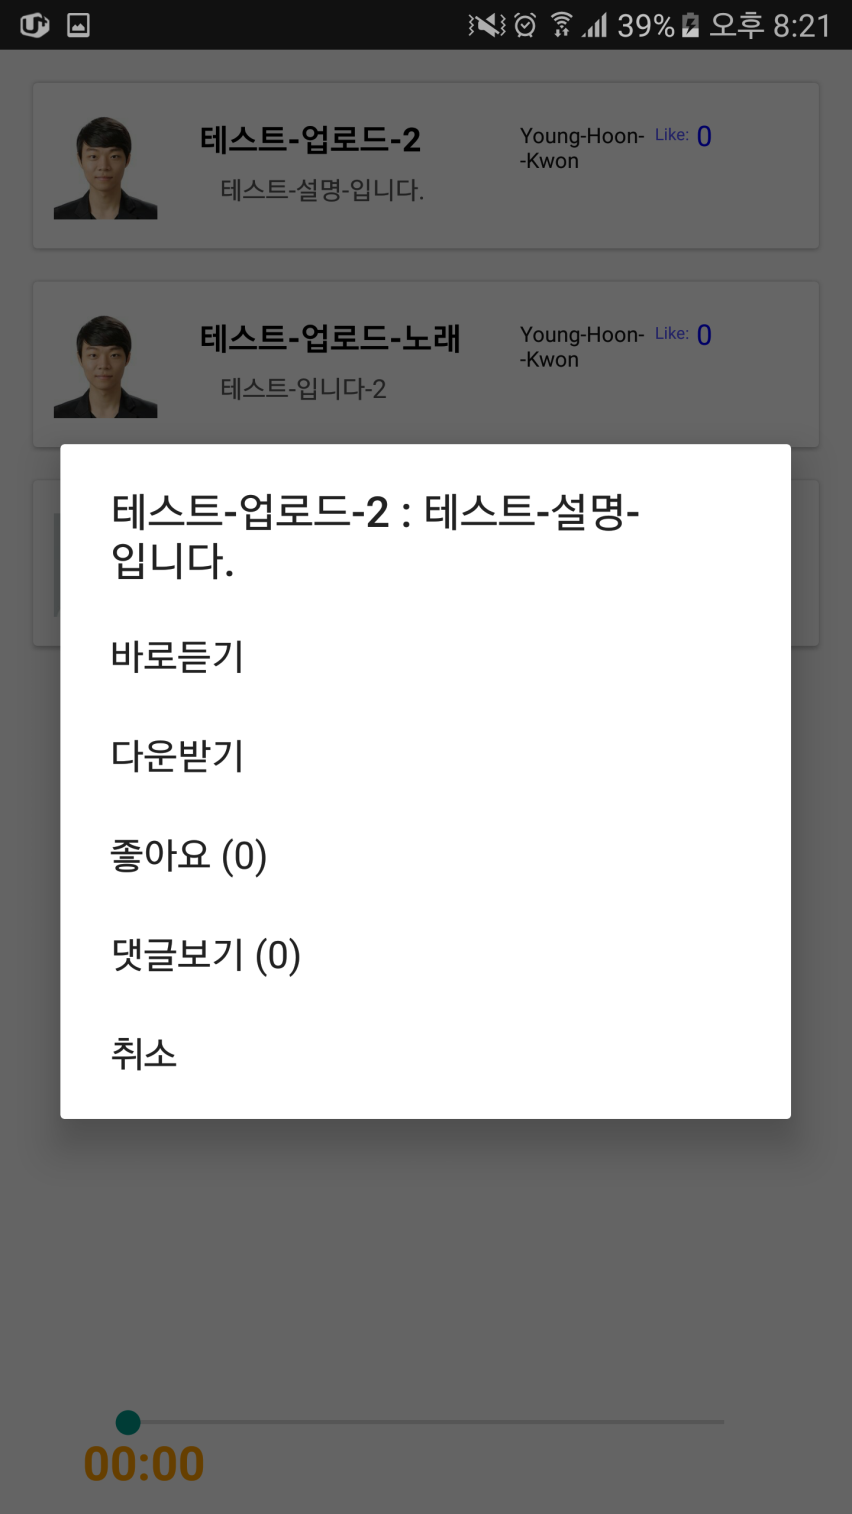 39% 오후 8:21
테스트-업로드-2
Young-Hoon-
-Kwon
Like: 0
테스트-설명-입니다.
테스트-업로드-노래
Young-Hoon-
-Kwon
Like: 0
테스트-입니다-2
테스트-업로드-2 : 테스트-설명-
입니다.
바로듣기
다운받기
좋아요 (0)
댓글보기 (0)
취소
00:00